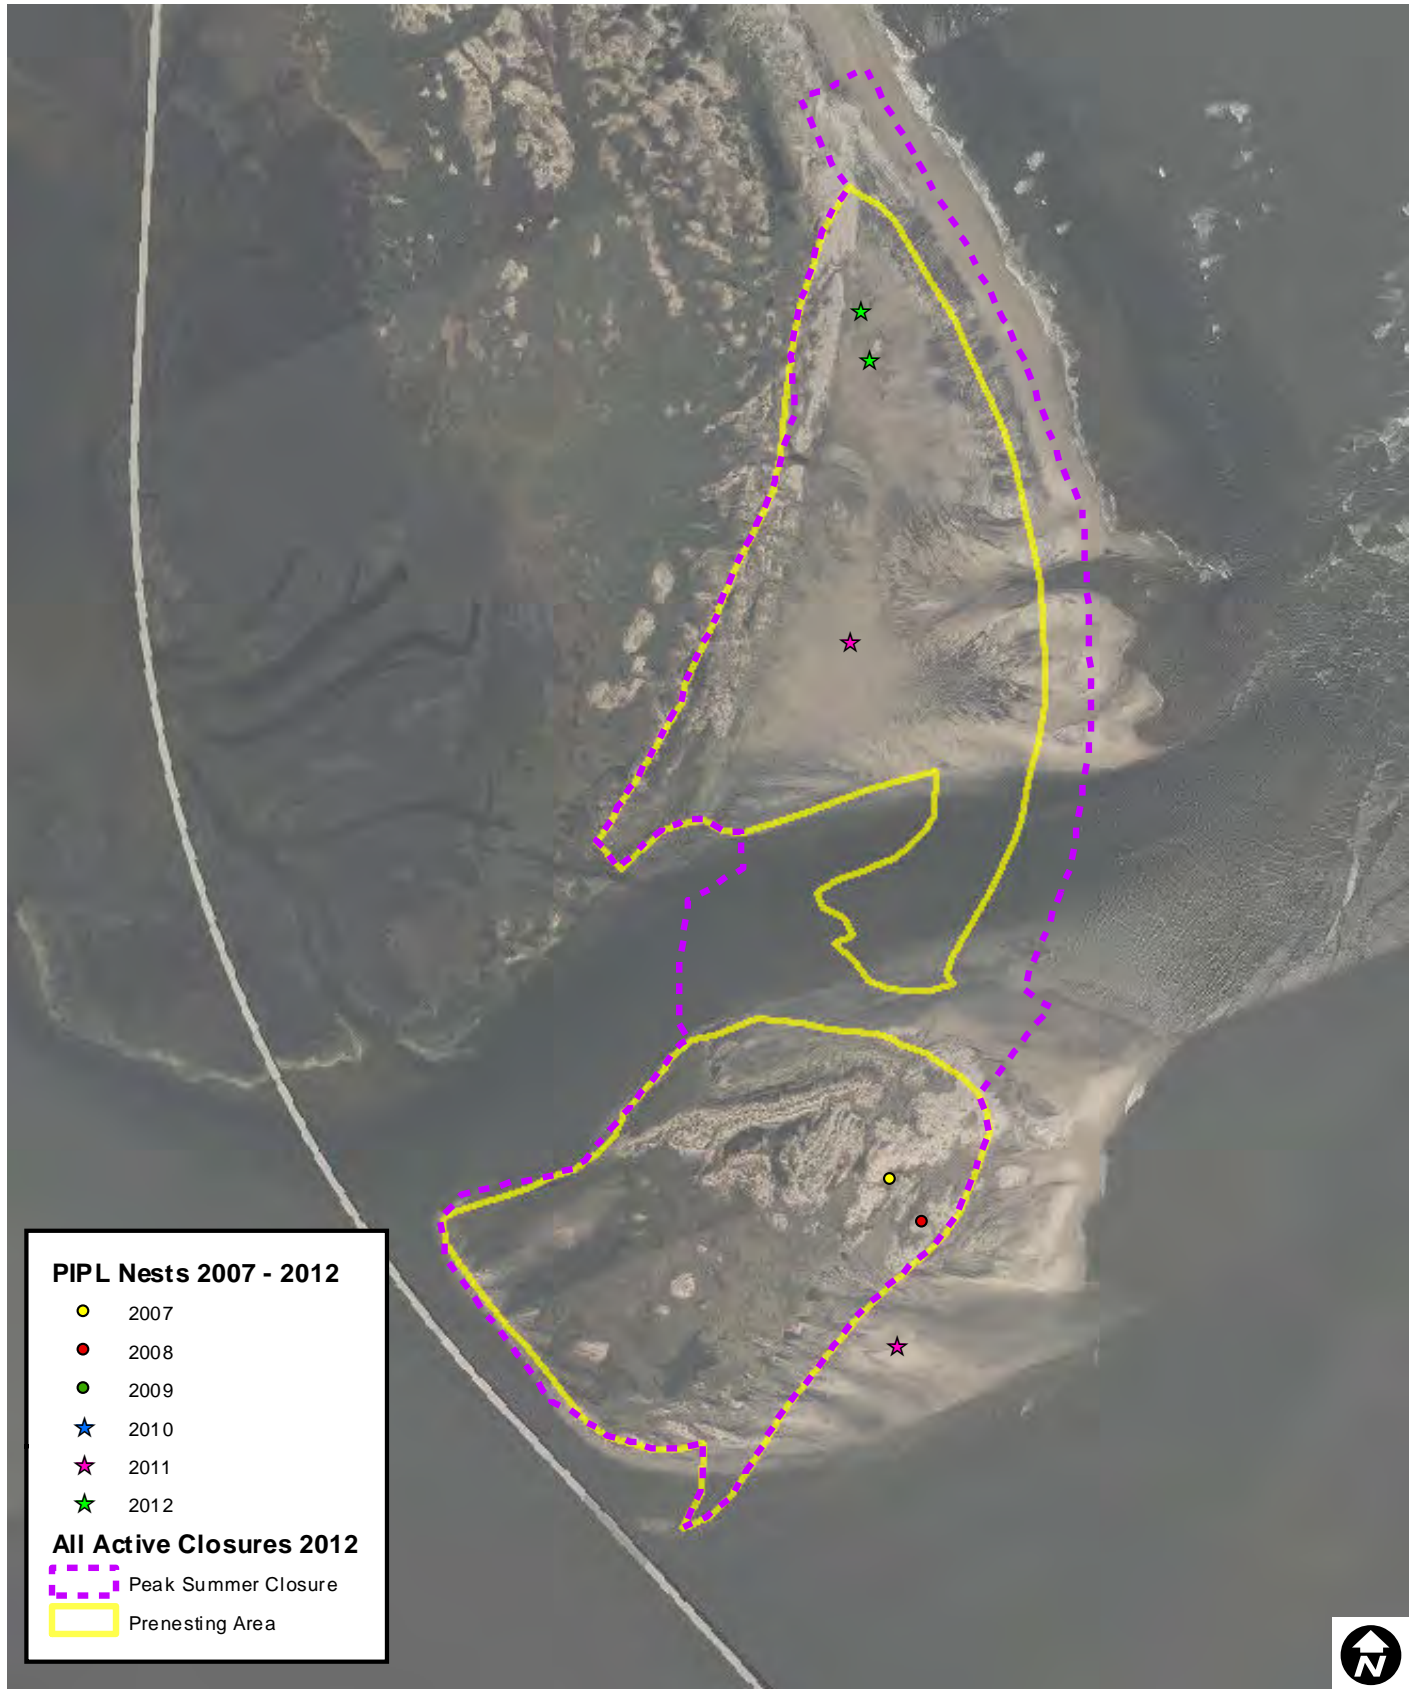 PIPL Nests 2007 - 2012
2007
2008
2009
2010
2011
2012
All Active Closures 2012
Peak Summer Closure
Prenesting Area
N